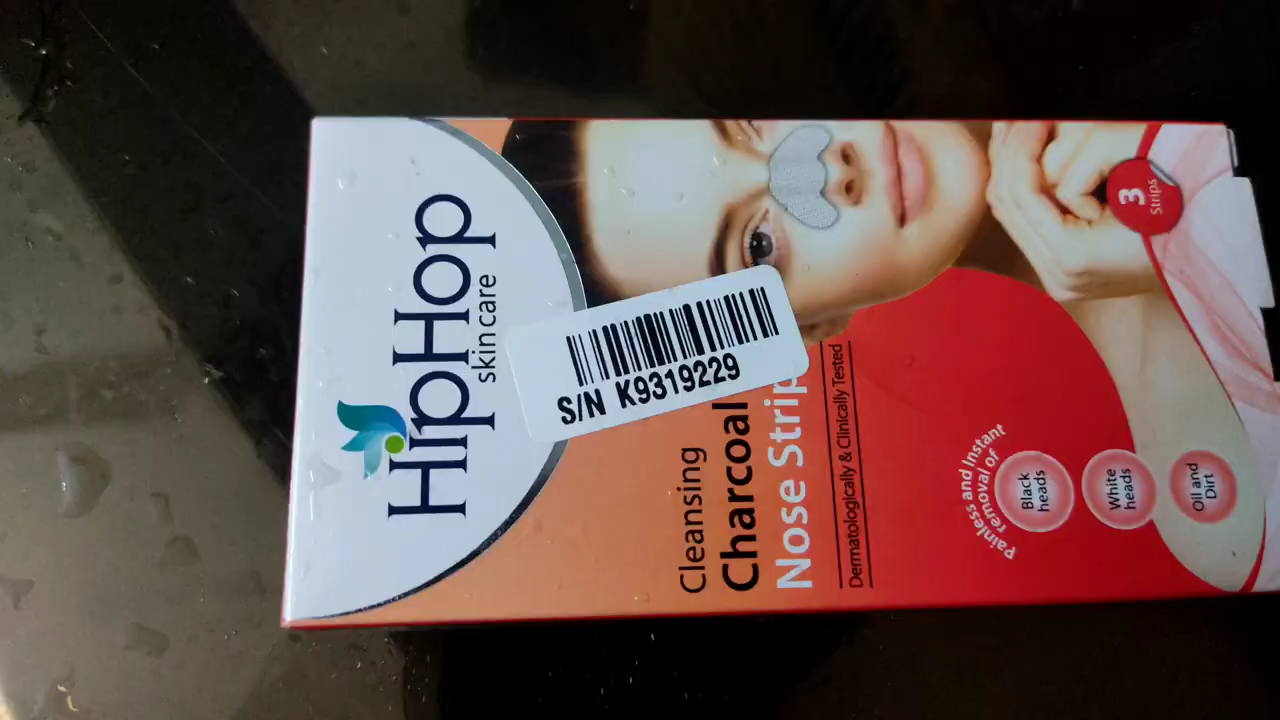 HipHop
skin care
S/N K9319229
Cleansing
Charcoal
Nose Strip
Dermatologically & Clinically Tested
3
Strips
Painless and Instant
removal of
Black
heads
White
heads
Oil and
Dirt